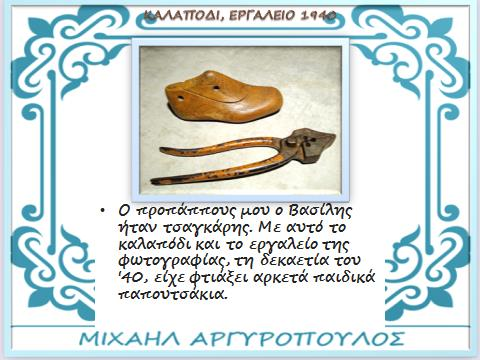 ΚΑΛΑΠΟΔΙ, ΕΡΓΑΛΕΙΟ 1940
• Ο προπάππους μου ο Βασίλης
ήταν τσαγκάρης. Με αυτό το
καλαπόδι και το εργαλείο της
φωτογραφίας, τη δεκαετία του
'40, είχε φτιάξει αρκετά παιδικά
παπουτσάκια.
ΜΙΧΑΗΛ ΑΡΓΥΡΟΠΟΥΛΟΣ